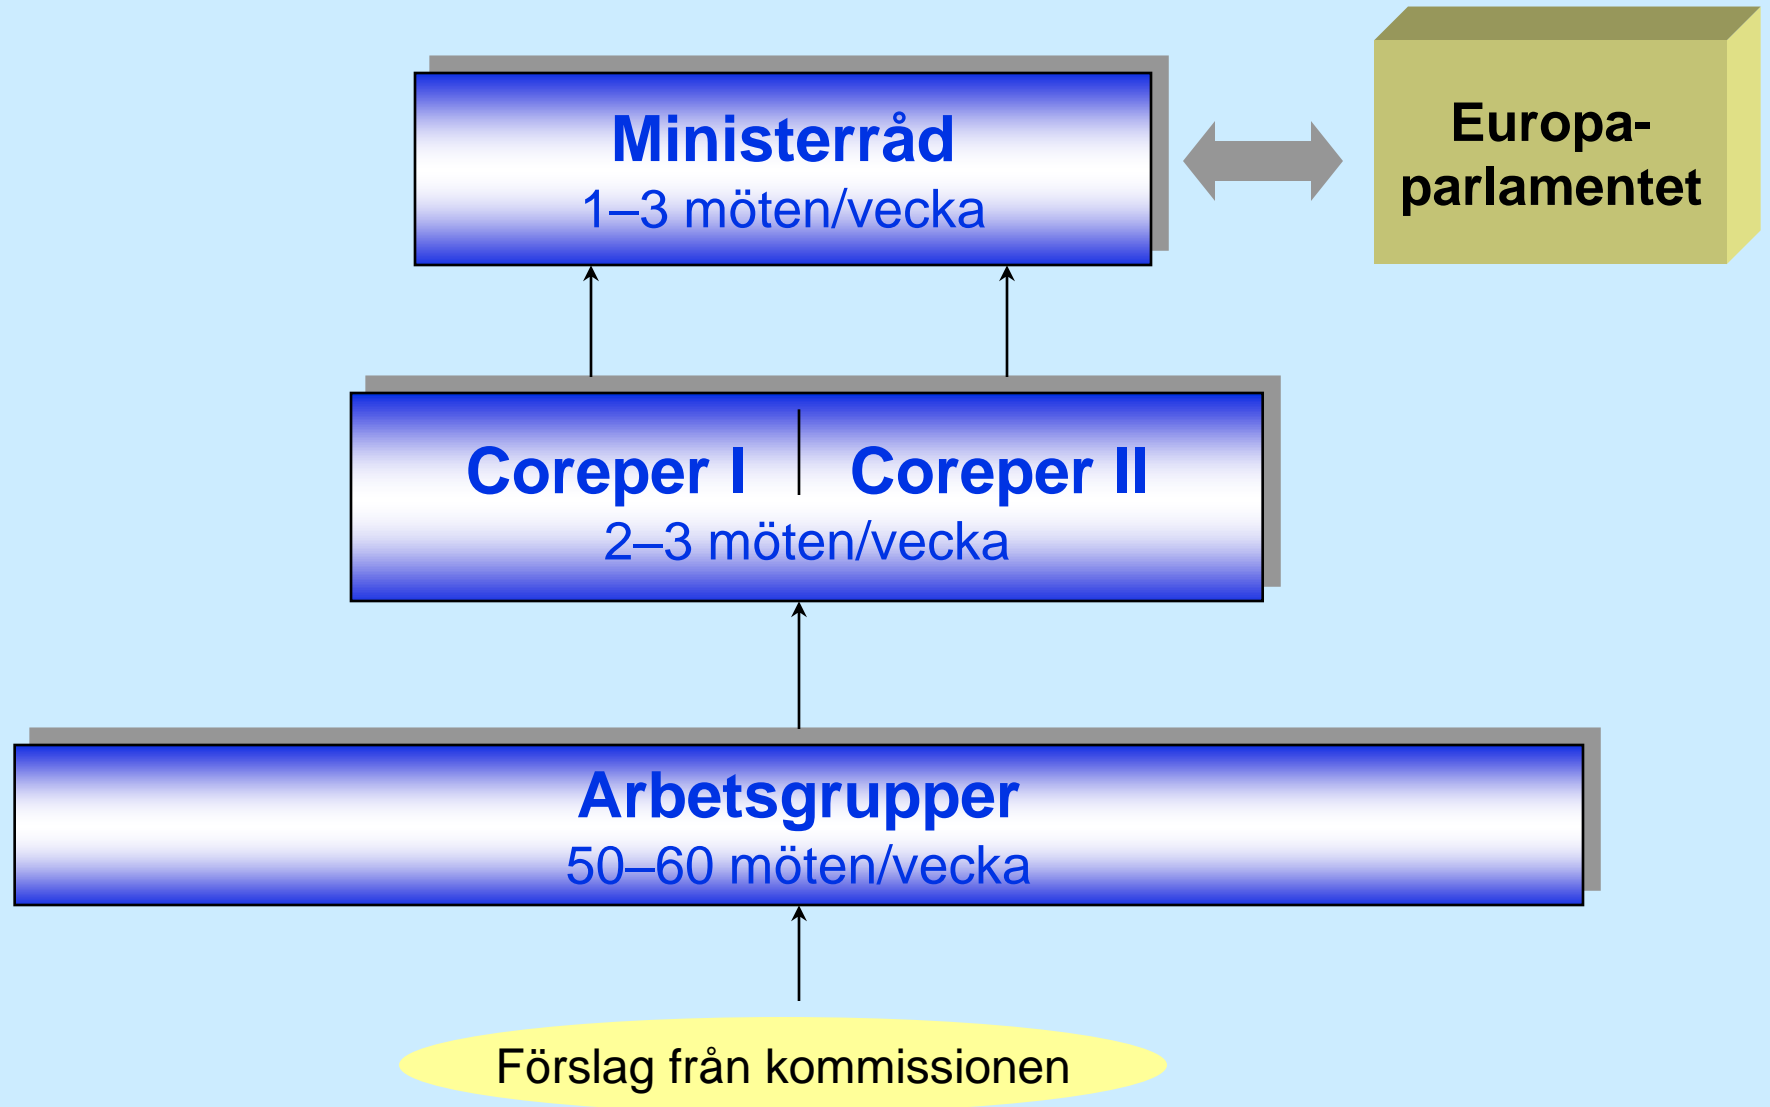 Ministerråd
1–3 möten/vecka
Europa-
parlamentet
Coreper I
Coreper II
2–3 möten/vecka
Arbetsgrupper
50–60 möten/vecka
Förslag från kommissionen